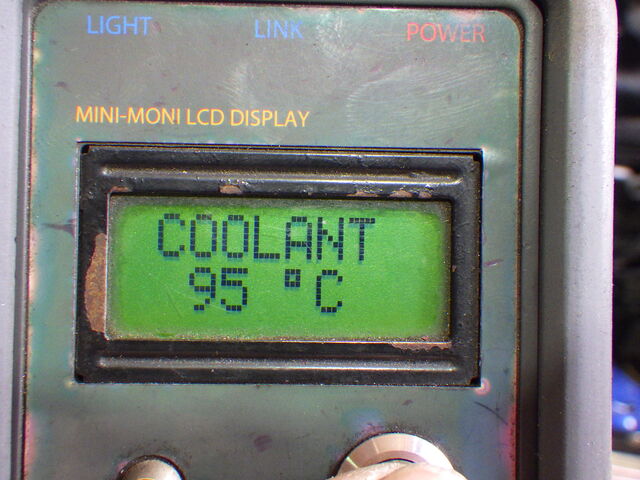 LIGHT LINK POWER
MINI-MONI LCD DISPLAY
COOLANT
95 °C